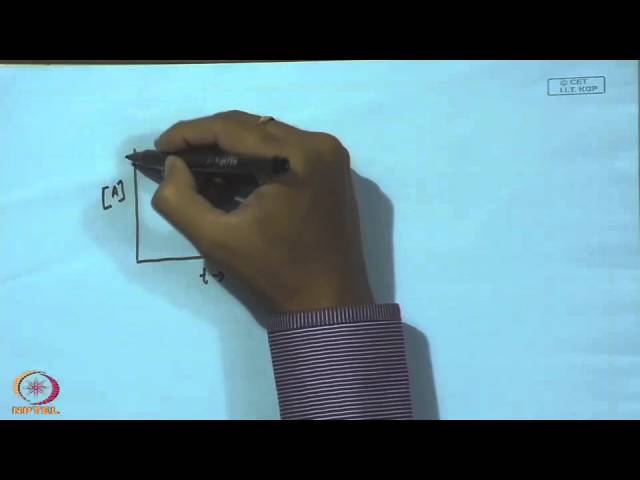 © CET
I.I.T. KGP
[A]
t →
NPTEL